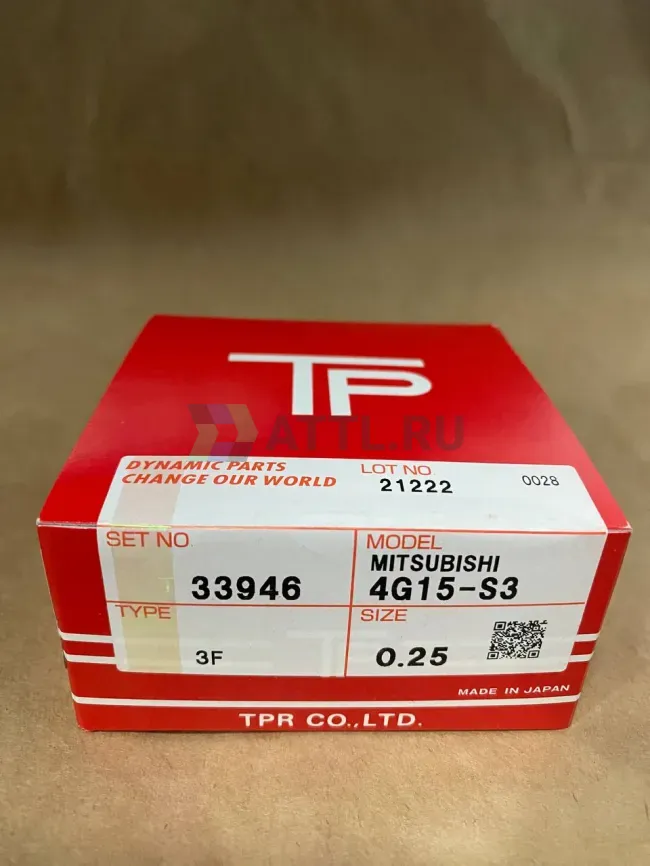 TP
ATTL.RU
DYNAMIC PARTS
CHANGE OUR WORLD
LOT NO
21222
0028
SET NO.
33946
MODEL
MITSUBISHI
4G15-S3
TYPE
3F
SIZE
0.25
MADE IN JAPAN
TPR CO.,LTD.